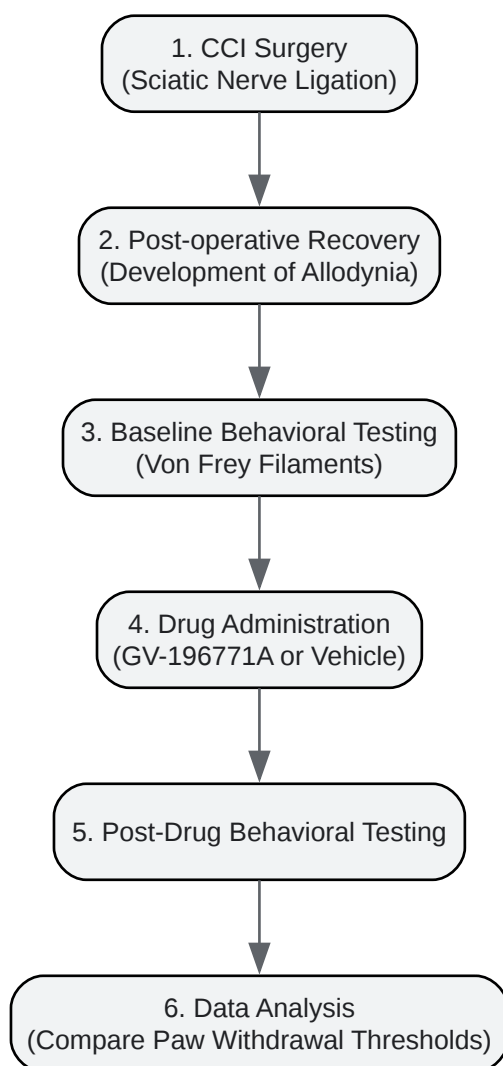 1. CCI Surgery
(Sciatic Nerve Ligation)
2. Post-operative Recovery
(Development of Allodynia)
3. Baseline Behavioral Testing
(Von Frey Filaments)
4. Drug Administration
(GV-196771A or Vehicle)
5. Post-Drug Behavioral Testing
6. Data Analysis
(Compare Paw Withdrawal Thresholds)